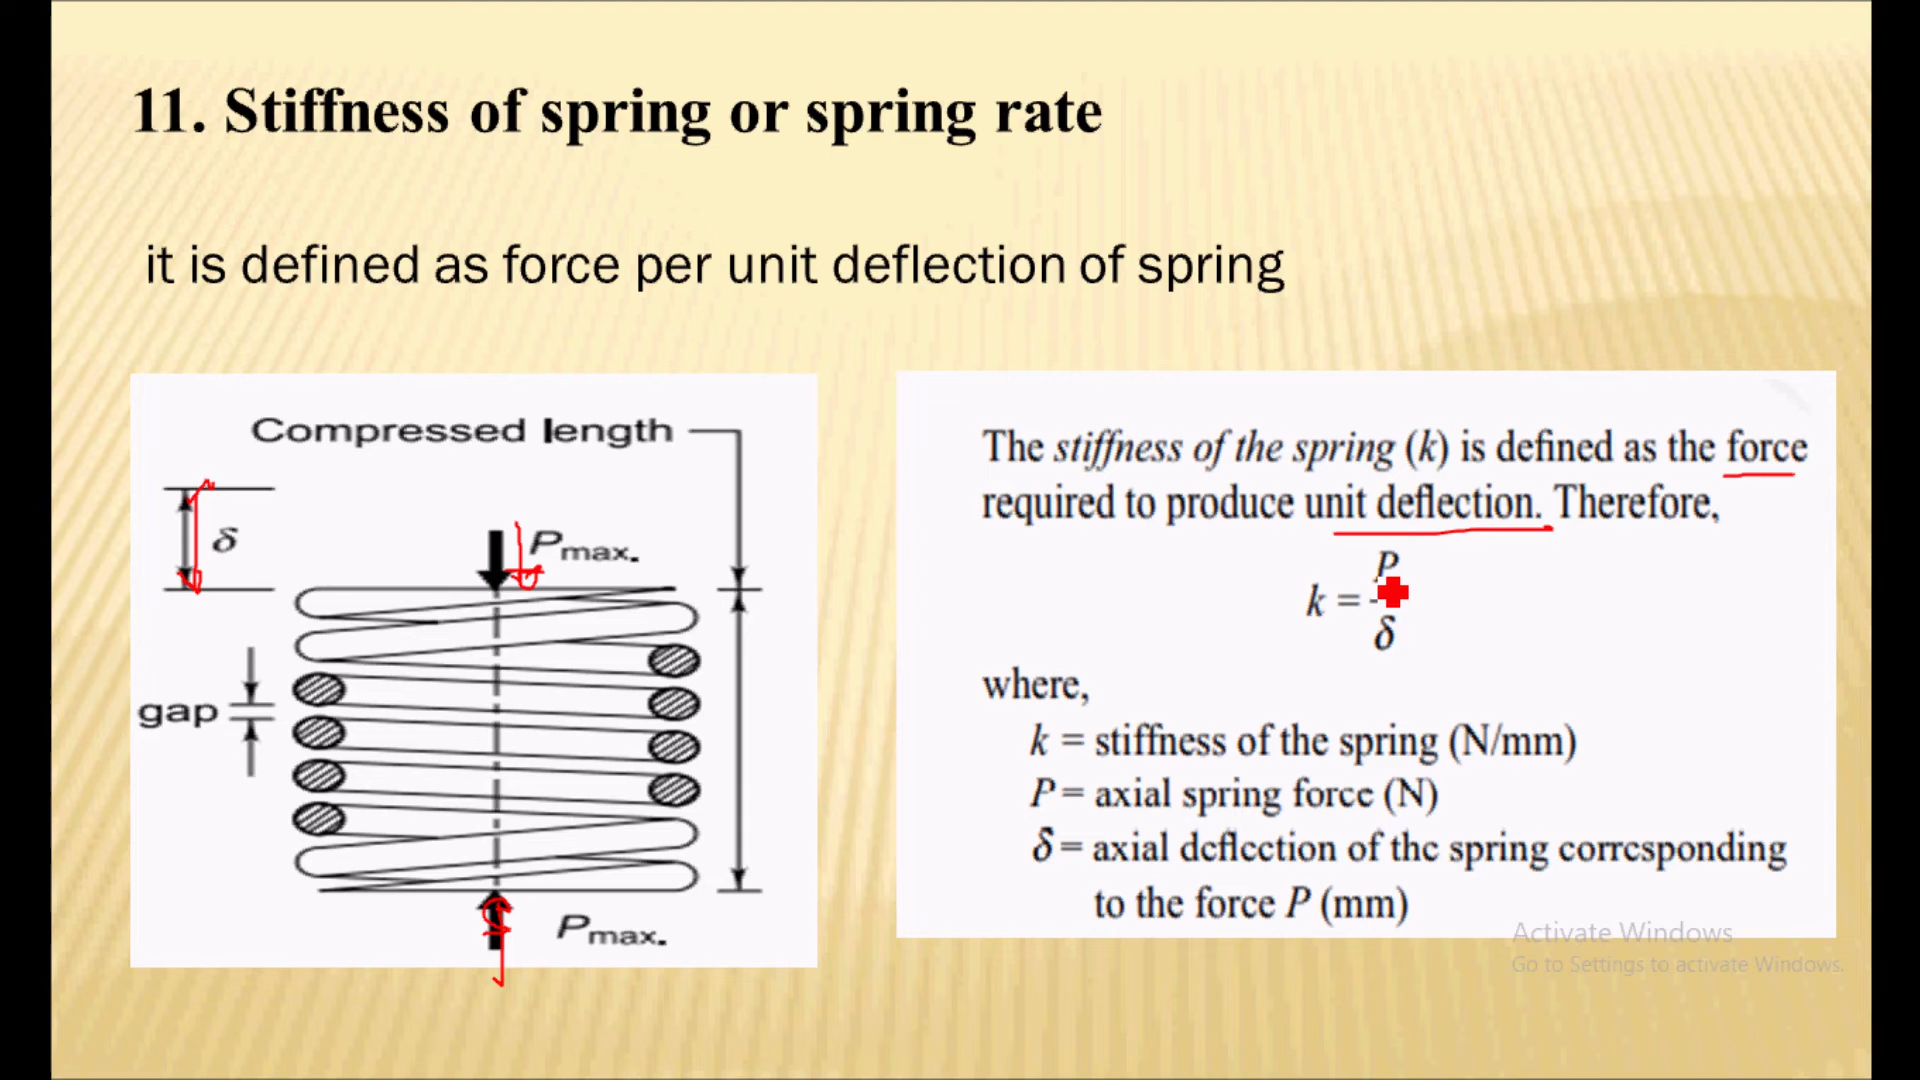 11. Stiffness of spring or spring rate
it is defined as force per unit deflection of spring
Compressed length
δ
Pmax.
gap
Pmax.
The stiffness of the spring (k) is defined as the force
required to produce unit deflection. Therefore,
k = P
δ
where,
k = stiffness of the spring (N/mm)
P = axial spring force (N)
δ = axial deflection of the spring corresponding
to the force P (mm)
Activate Windows
Go to Settings to activate Windows.